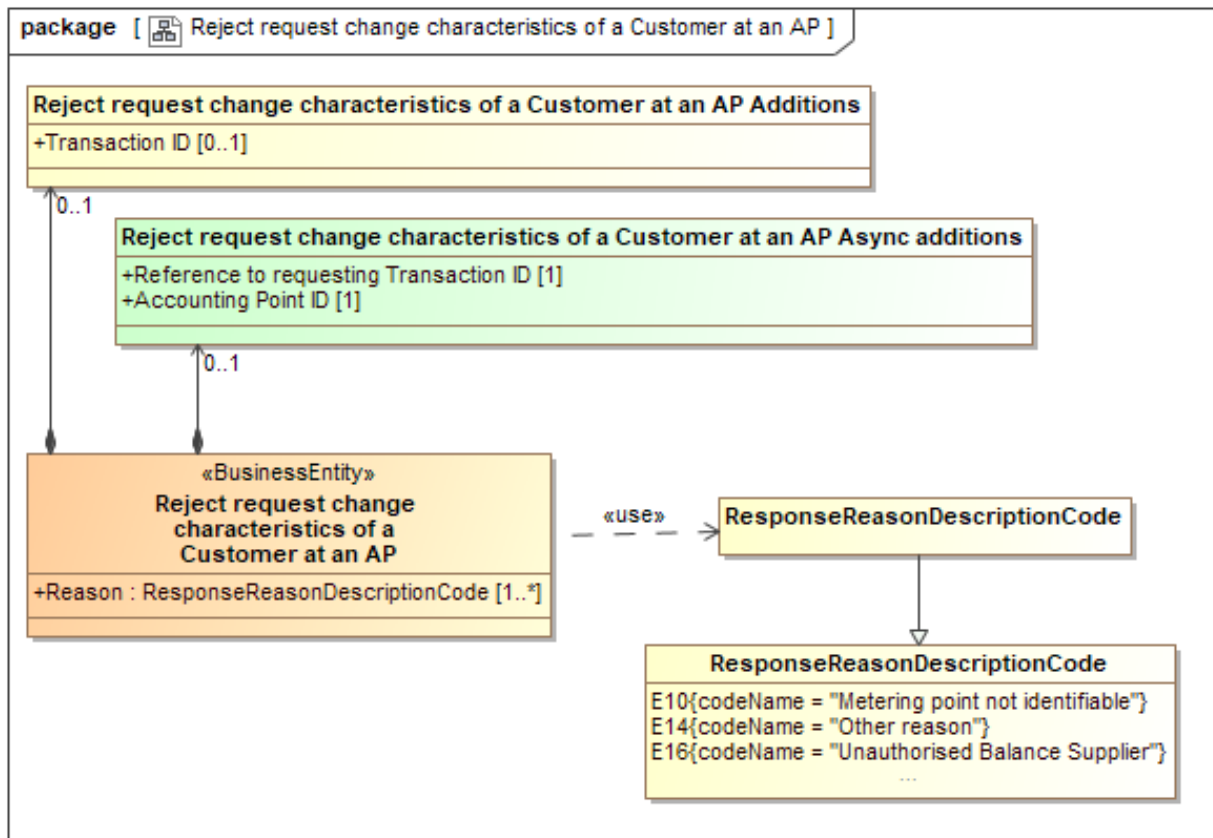 package [ Reject request change characteristics of a Customer at an AP ]
Reject request change characteristics of a Customer at an AP Additions
+Transaction ID [0..1]
0..1
Reject request change characteristics of a Customer at an AP Async additions
+Reference to requesting Transaction ID [1]
+Accounting Point ID [1]
0..1
«BusinessEntity»
Reject request change
characteristics of a
Customer at an AP
+Reason : ResponseReasonDescriptionCode [1..*]
«use»
ResponseReasonDescriptionCode
ResponseReasonDescriptionCode
E10{codeName = "Metering point not identifiable"}
E14{codeName = "Other reason"}
E16{codeName = "Unauthorised Balance Supplier"}
...